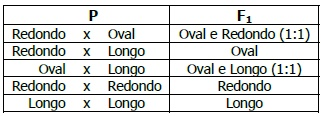 P F₁
Redondo x Oval Oval e Redondo (1:1)
Redondo x Longo Oval
Oval x Longo Oval e Longo (1:1)
Redondo x Redondo Redondo
Longo x Longo Longo